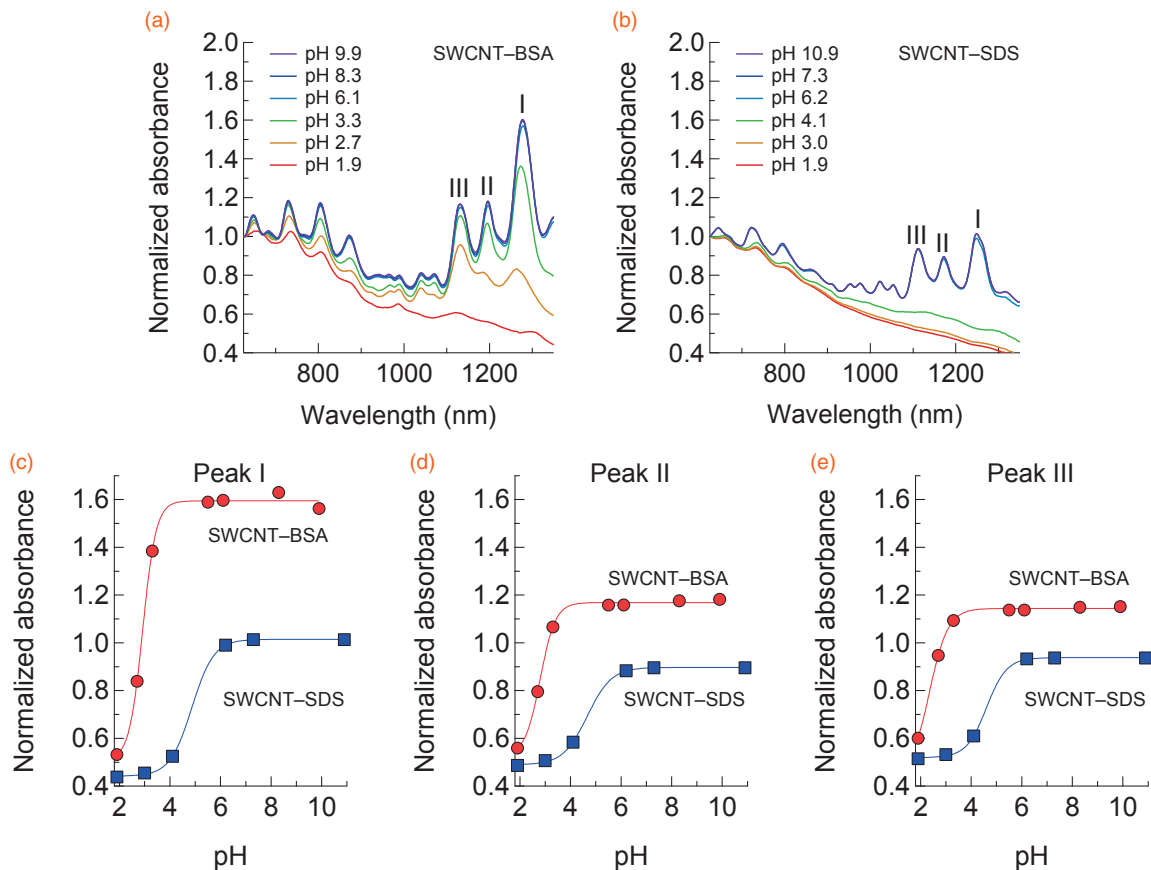 (a)
SWCNT–BSA
pH 9.9
pH 8.3
pH 6.1
pH 3.3
pH 2.7
pH 1.9
I
II
III
2.0
1.8
1.6
1.4
1.2
1.0
0.8
0.6
0.4
Normalized absorbance
800 1000 1200
Wavelength (nm)
(b)
SWCNT–SDS
pH 10.9
pH 7.3
pH 6.2
pH 4.1
pH 3.0
pH 1.9
I
II
III
2.0
1.8
1.6
1.4
1.2
1.0
0.8
0.6
0.4
Normalized absorbance
800 1000 1200
Wavelength (nm)
(c)
Peak I
1.6
1.4
1.2
1.0
0.8
0.6
0.4
Normalized absorbance
SWCNT–BSA
SWCNT–SDS
2 4 6 8 10
pH
(d)
Peak II
1.6
1.4
1.2
1.0
0.8
0.6
0.4
Normalized absorbance
SWCNT–BSA
SWCNT–SDS
2 4 6 8 10
pH
(e)
Peak III
1.6
1.4
1.2
1.0
0.8
0.6
0.4
Normalized absorbance
SWCNT–BSA
SWCNT–SDS
2 4 6 8 10
pH